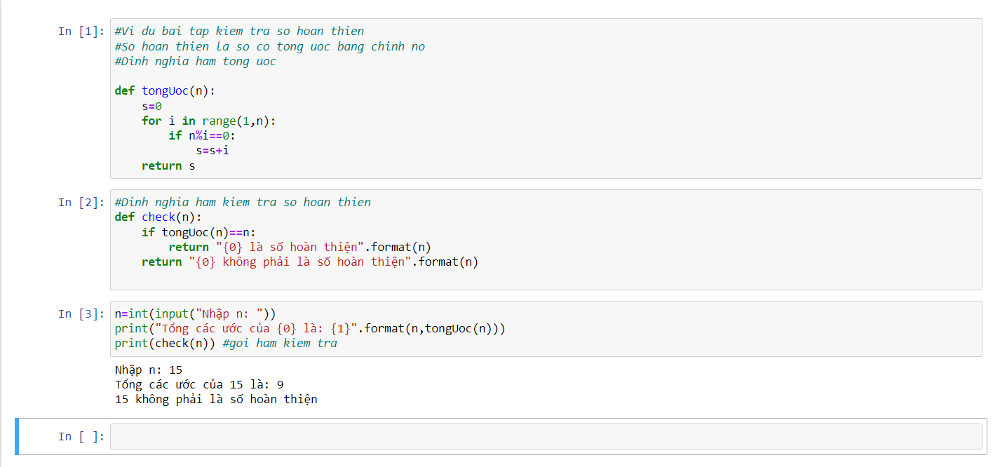 In [1]: #Vi du bai tap kiem tra so hoan thien
#So hoan thien la so co tong uoc bang chinh no
#Dinh nghia ham tong uoc

def tongUoc(n):
    s=0
    for i in range(1,n):
        if n%i==0:
            s=s+i
    return s
In [2]: #Dinh nghia ham kiem tra so hoan thien
def check(n):
    if tongUoc(n)==n:
        return "{0} là số hoàn thiện".format(n)
    return "{0} không phải là số hoàn thiện".format(n)
In [3]: n=int(input("Nhập n: "))
print("Tổng các ước của {0} là: {1}".format(n,tongUoc(n)))
print(check(n)) #goi ham kiem tra
Nhập n: 15
Tổng các ước của 15 là: 9
15 không phải là số hoàn thiện
In [ ]: